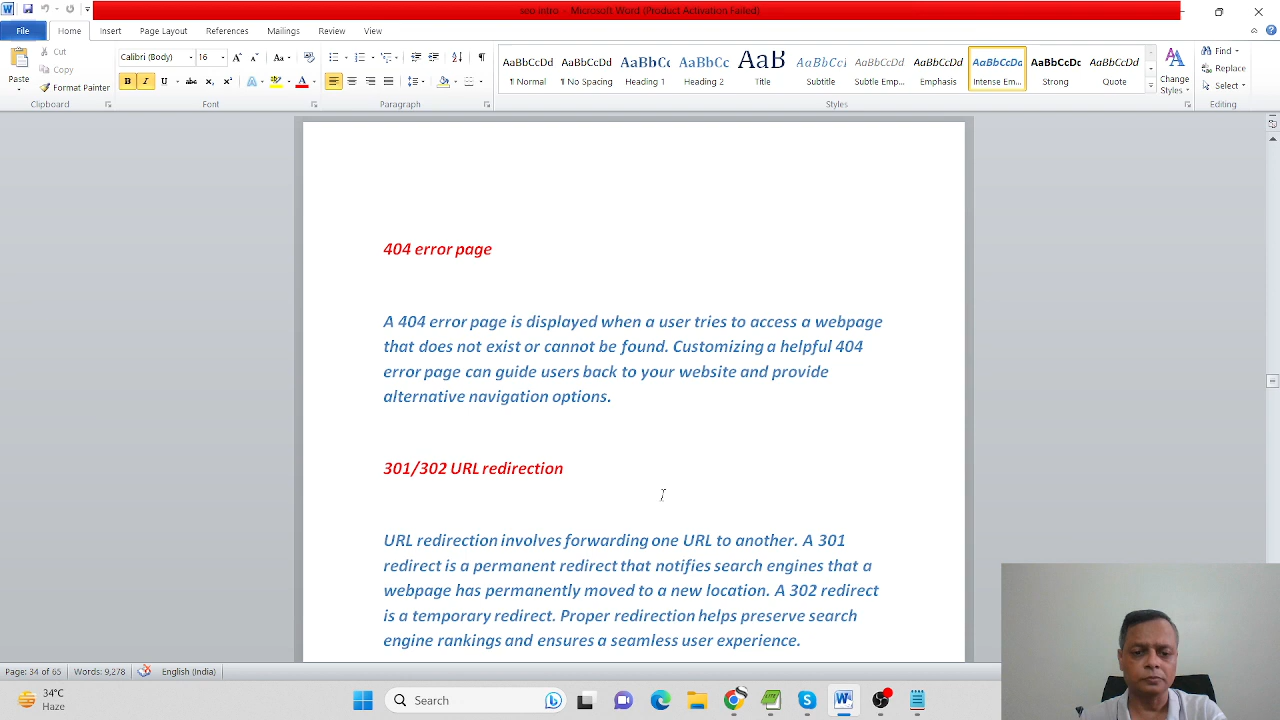 seo intro - Microsoft Word (Product Activation Failed)
File Home Insert Page Layout References Mailings Review View
Paste
Cut
Copy
Format Painter
Clipboard
Calibri (Body) 16
Font
Paragraph
AaBbCcDd AaBbCcDd AaBbCc AaBbCc AaB AaBbCcI AaBbCcDd AaBbCcDd AaBbCcDd AaBbCcDd AaBbCcDd
¶ Normal ¶ No Spacing Heading 1 Heading 2 Title Subtitle Subtle Emp... Emphasis Intense Em... Strong Quote
Change
Styles
Styles
Find
Replace
Select
Editing
404 error page
A 404 error page is displayed when a user tries to access a webpage
that does not exist or cannot be found. Customizing a helpful 404
error page can guide users back to your website and provide
alternative navigation options.
301/302 URL redirection
URL redirection involves forwarding one URL to another. A 301
redirect is a permanent redirect that notifies search engines that a
webpage has permanently moved to a new location. A 302 redirect
is a temporary redirect. Proper redirection helps preserve search
engine rankings and ensures a seamless user experience.
Page: 34 of 65 Words: 9,278 English (India)
34°C
Haze
Search